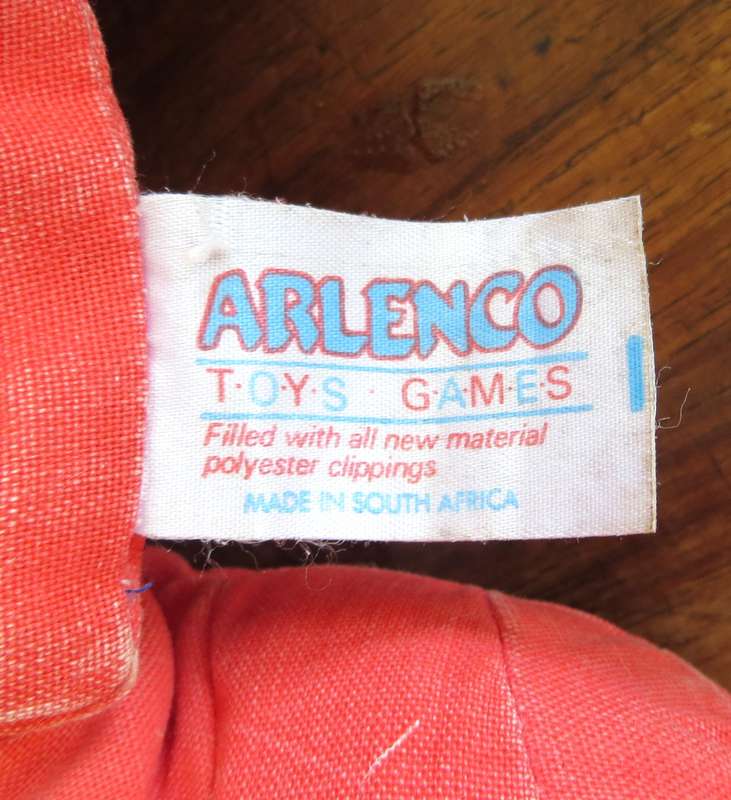 ARLENCO
T·O·Y·S · G·A·M·E·S
Filled with all new material
polyester clippings
MADE IN SOUTH AFRICA